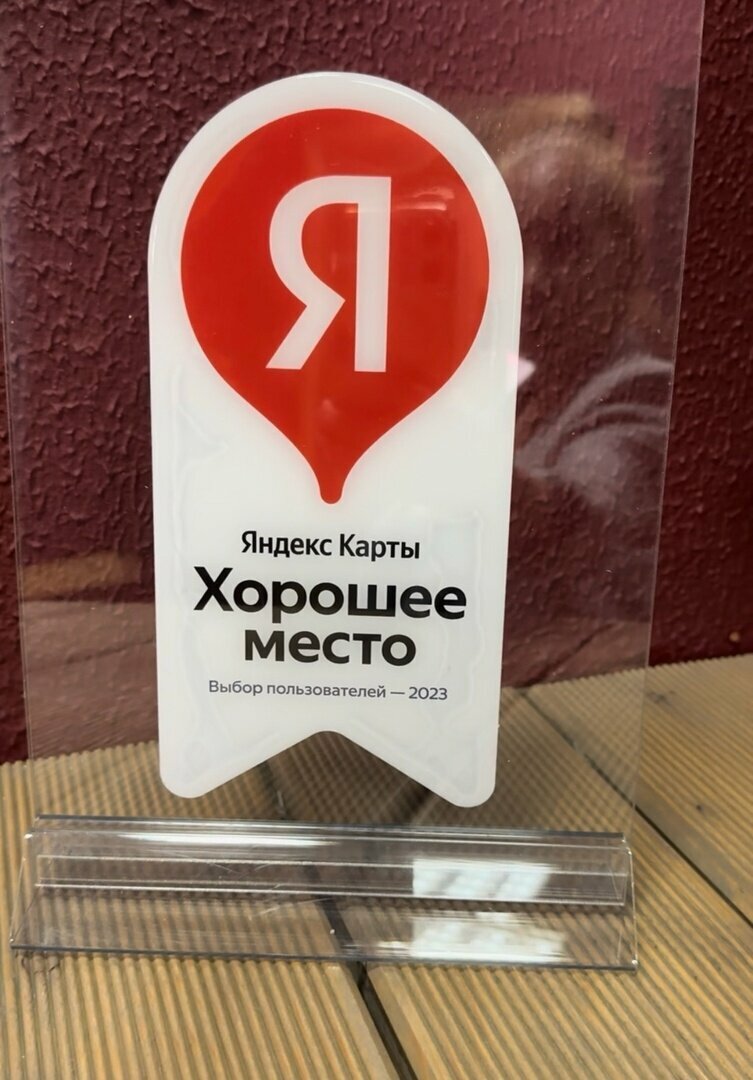 Я
Яндекс Карты
Хорошее
место
Выбор пользователей — 2023